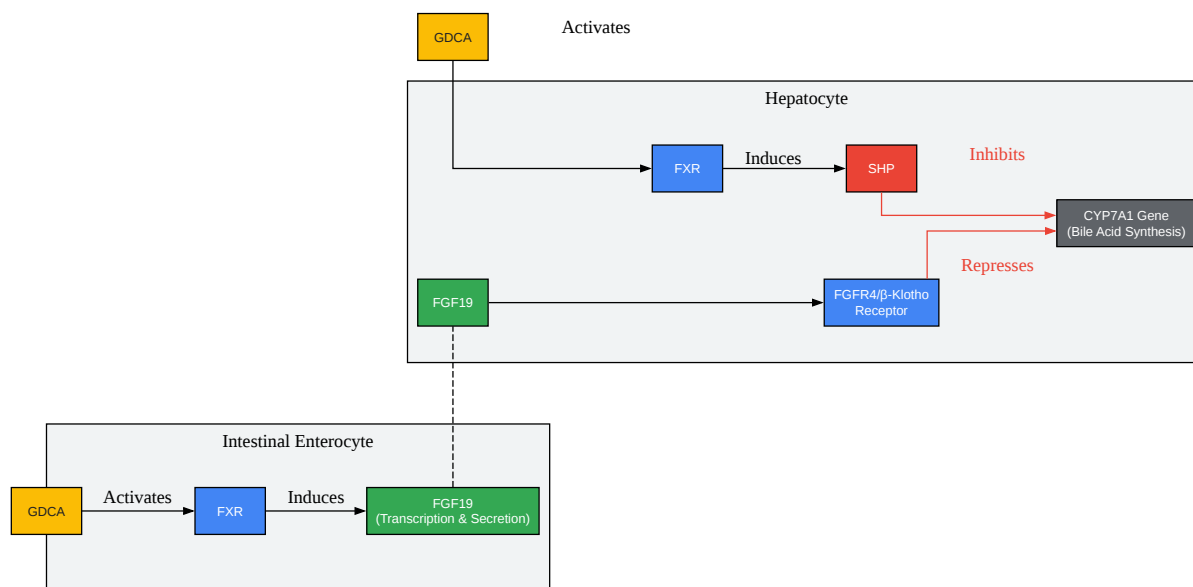 GDCA
Activates
Hepatocyte
FXR
Induces
SHP
Inhibits
CYP7A1 Gene
(Bile Acid Synthesis)
Represses
FGF19
FGFR4/β-Klotho
Receptor
Intestinal Enterocyte
GDCA
Activates
FXR
Induces
FGF19
(Transcription & Secretion)